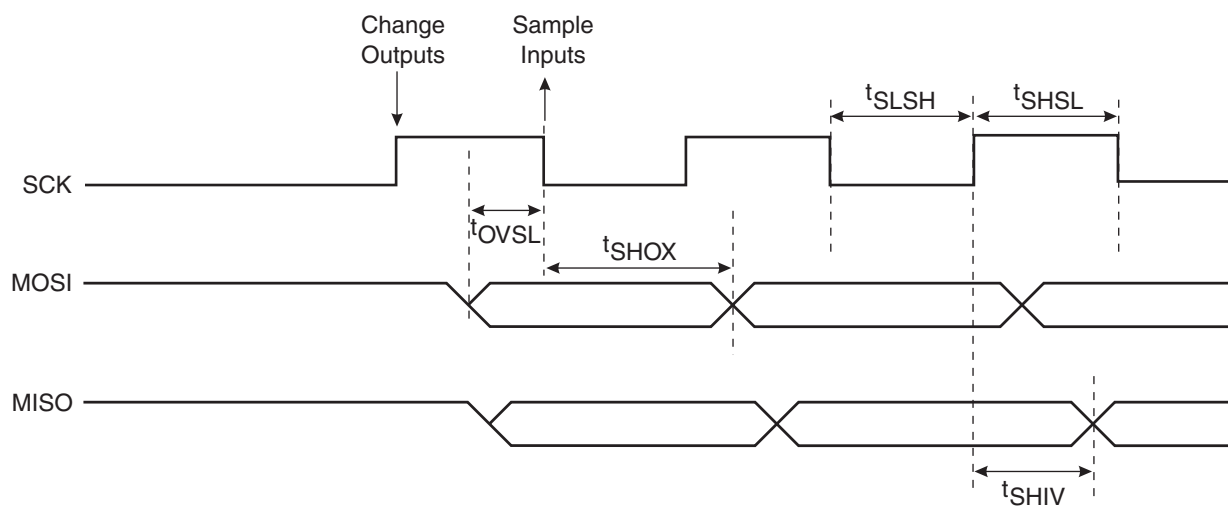 Change
Outputs
Sample
Inputs
tSLSH
tSHSL
SCK
tOVSL
tSHOX
MOSI
MISO
tSHIV